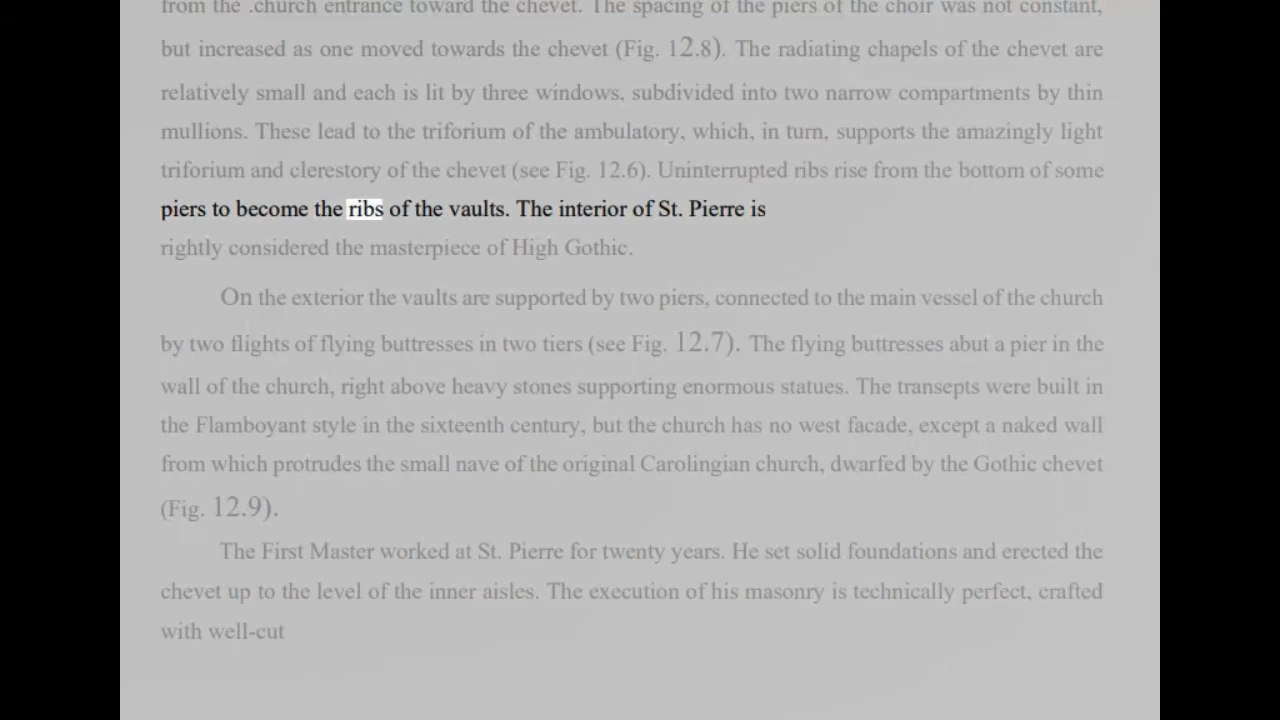 from the .church entrance toward the chevet. The spacing of the piers of the choir was not constant,
but increased as one moved towards the chevet (Fig. 12.8). The radiating chapels of the chevet are
relatively small and each is lit by three windows, subdivided into two narrow compartments by thin
mullions. These lead to the triforium of the ambulatory, which, in turn, supports the amazingly light
triforium and clerestory of the chevet (see Fig. 12.6). Uninterrupted ribs rise from the bottom of some
piers to become the ribs of the vaults. The interior of St. Pierre is
rightly considered the masterpiece of High Gothic.
On the exterior the vaults are supported by two piers, connected to the main vessel of the church
by two flights of flying buttresses in two tiers (see Fig. 12.7). The flying buttresses abut a pier in the
wall of the church, right above heavy stones supporting enormous statues. The transepts were built in
the Flamboyant style in the sixteenth century, but the church has no west facade, except a naked wall
from which protrudes the small nave of the original Carolingian church, dwarfed by the Gothic chevet
(Fig. 12.9).
The First Master worked at St. Pierre for twenty years. He set solid foundations and erected the
chevet up to the level of the inner aisles. The execution of his masonry is technically perfect, crafted
with well-cut